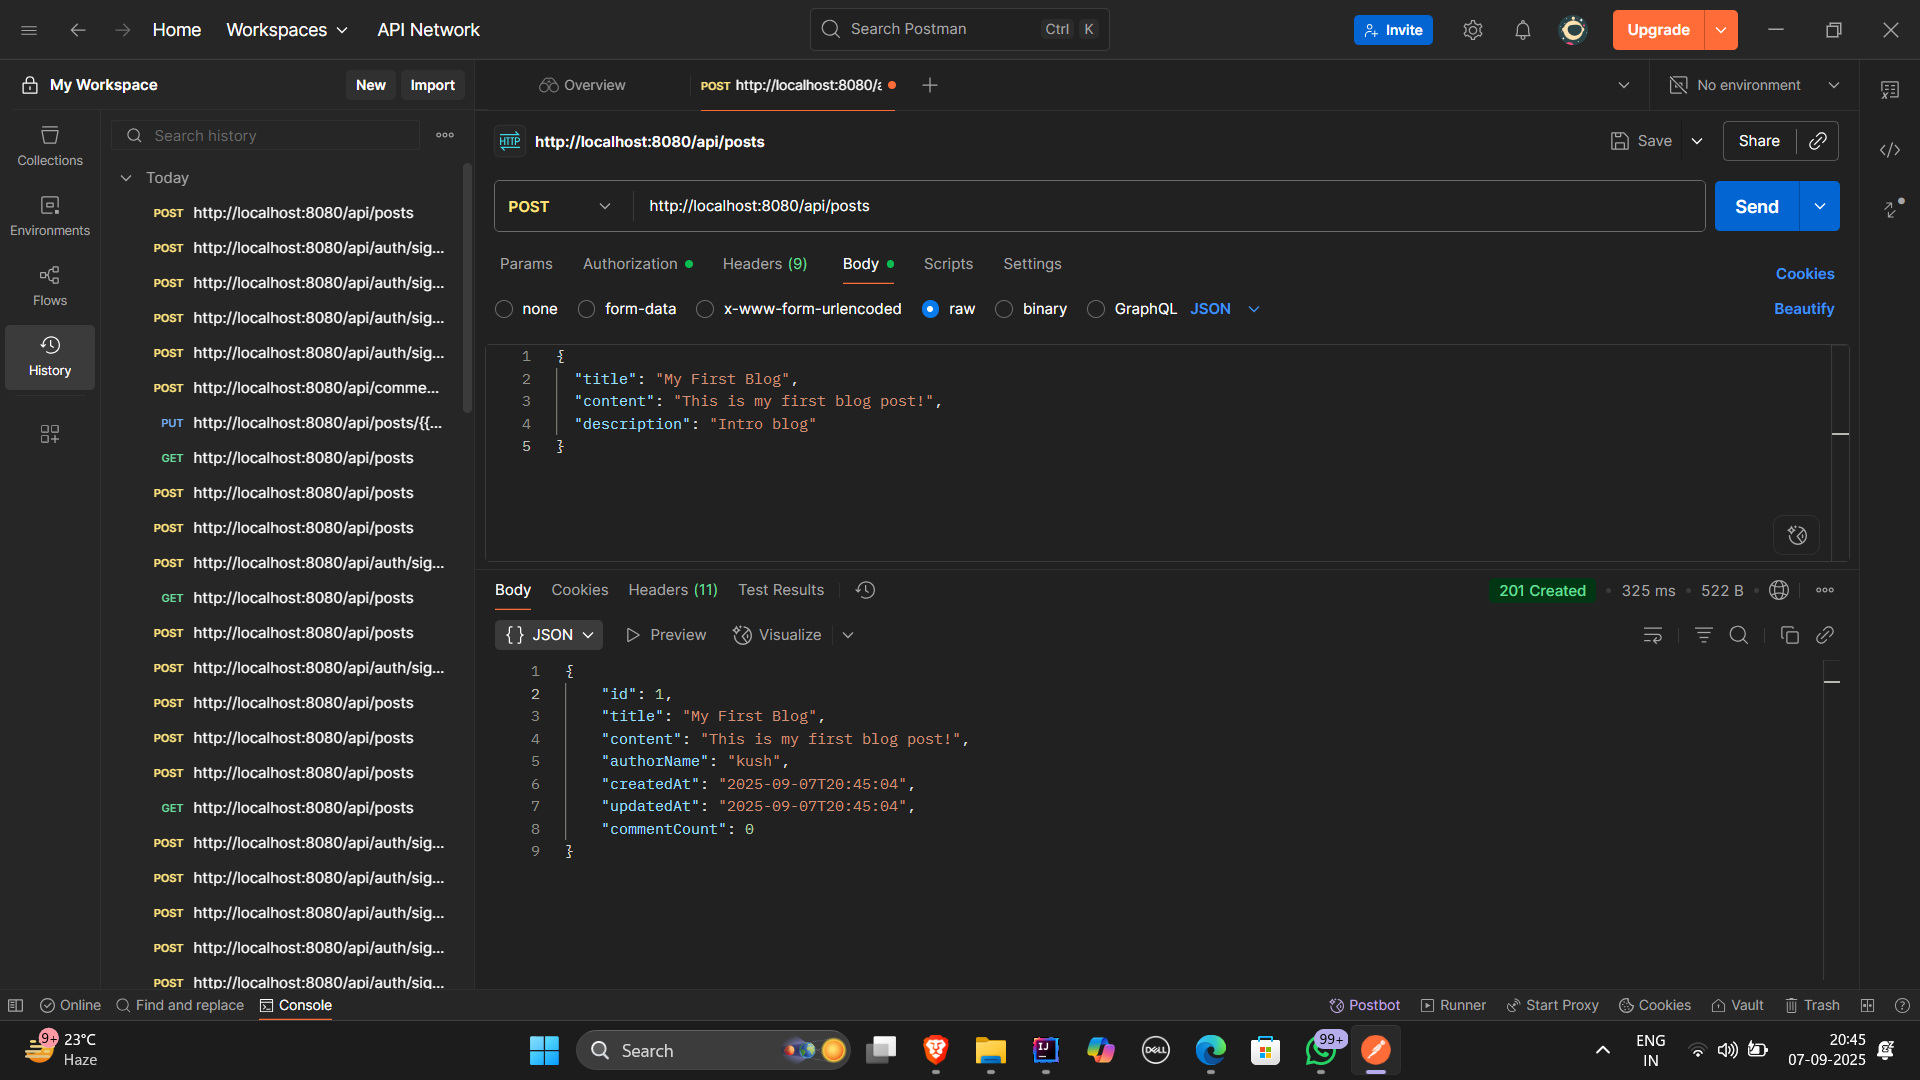 Home
Workspaces
API Network
Search Postman
Ctrl K
Invite
Upgrade
My Workspace
New
Import
Overview
POST http://localhost:8080/a
No environment
Collections
Environments
Flows
History
Search history
Today
POST http://localhost:8080/api/posts
POST http://localhost:8080/api/auth/sig...
POST http://localhost:8080/api/auth/sig...
POST http://localhost:8080/api/auth/sig...
POST http://localhost:8080/api/auth/sig...
POST http://localhost:8080/api/comme...
PUT http://localhost:8080/api/posts/{{...
GET http://localhost:8080/api/posts
POST http://localhost:8080/api/posts
POST http://localhost:8080/api/posts
POST http://localhost:8080/api/auth/sig...
GET http://localhost:8080/api/posts
POST http://localhost:8080/api/posts
POST http://localhost:8080/api/auth/sig...
POST http://localhost:8080/api/posts
POST http://localhost:8080/api/posts
POST http://localhost:8080/api/posts
GET http://localhost:8080/api/posts
POST http://localhost:8080/api/auth/sig...
POST http://localhost:8080/api/auth/sig...
POST http://localhost:8080/api/auth/sig...
POST http://localhost:8080/api/auth/sig...
POST http://localhost:8080/api/auth/sig...
HTTP http://localhost:8080/api/posts
Save
Share
POST
http://localhost:8080/api/posts
Send
Params Authorization Headers (9) Body Scripts Settings
Cookies
none form-data x-www-form-urlencoded raw binary GraphQL JSON
Beautify
1 {
2 "title": "My First Blog",
3 "content": "This is my first blog post!",
4 "description": "Intro blog"
5 }
Body Cookies Headers (11) Test Results
201 Created 325 ms 522 B
{} JSON Preview Visualize
1 {
2 "id": 1,
3 "title": "My First Blog",
4 "content": "This is my first blog post!",
5 "authorName": "kush",
6 "createdAt": "2025-09-07T20:45:04",
7 "updatedAt": "2025-09-07T20:45:04",
8 "commentCount": 0
9 }
Online Find and replace Console
Postbot Runner Start Proxy Cookies Vault Trash
9+
23°C
Haze
Search
IJ
DELL
99+
ENG
IN
20:45
07-09-2025